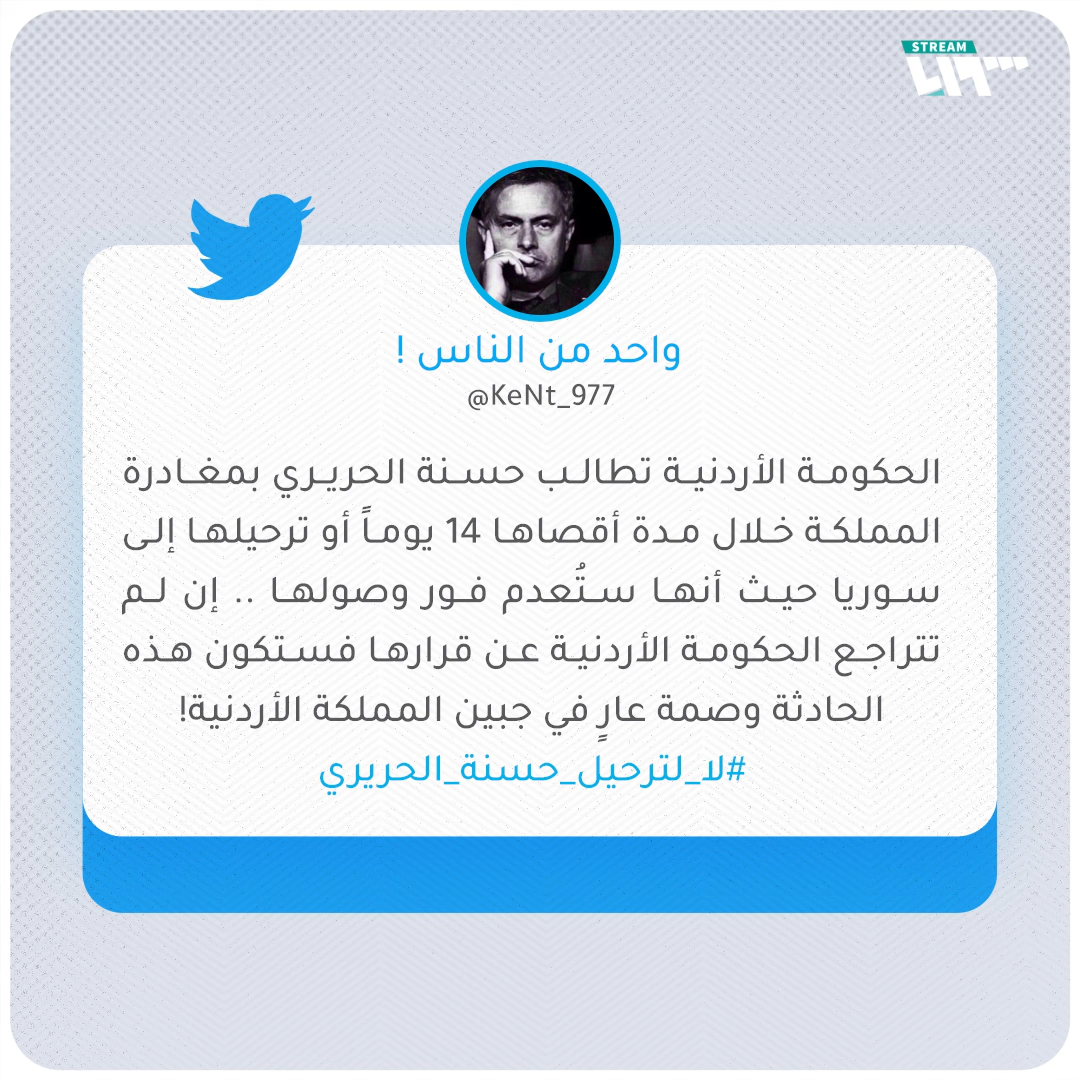 STREAM
واحد من الناس !
@KeNt_977
الحكومة الأردنية تطالب حسنة الحريري بمغادرة
المملكة خلال مدة أقصاها 14 يوماً أو ترحيلها إلى
سوريا حيث أنها ستُعدم فور وصولها .. إن لم
تتراجع الحكومة الأردنية عن قرارها فستكون هذه
الحادثة وصمة عارٍ في جبين المملكة الأردنية!
#لا_لترحيل_حسنة_الحريري